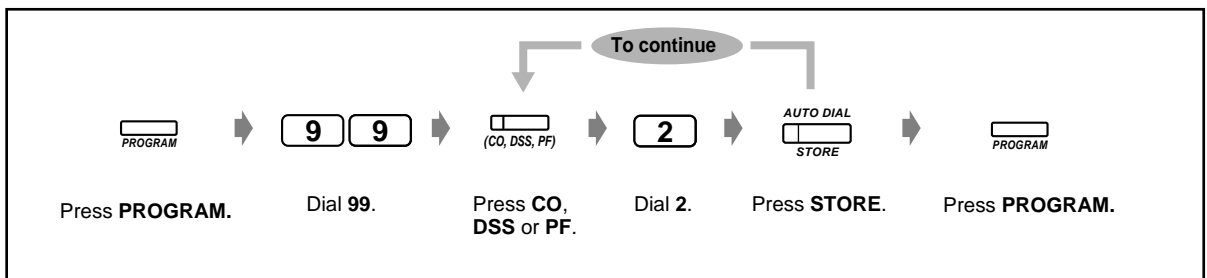 To continue
PROGRAM
9 9
(CO, DSS, PF)
2
AUTO DIAL
STORE
PROGRAM
Press PROGRAM.
Dial 99.
Press CO,
DSS or PF.
Dial 2.
Press STORE.
Press PROGRAM.